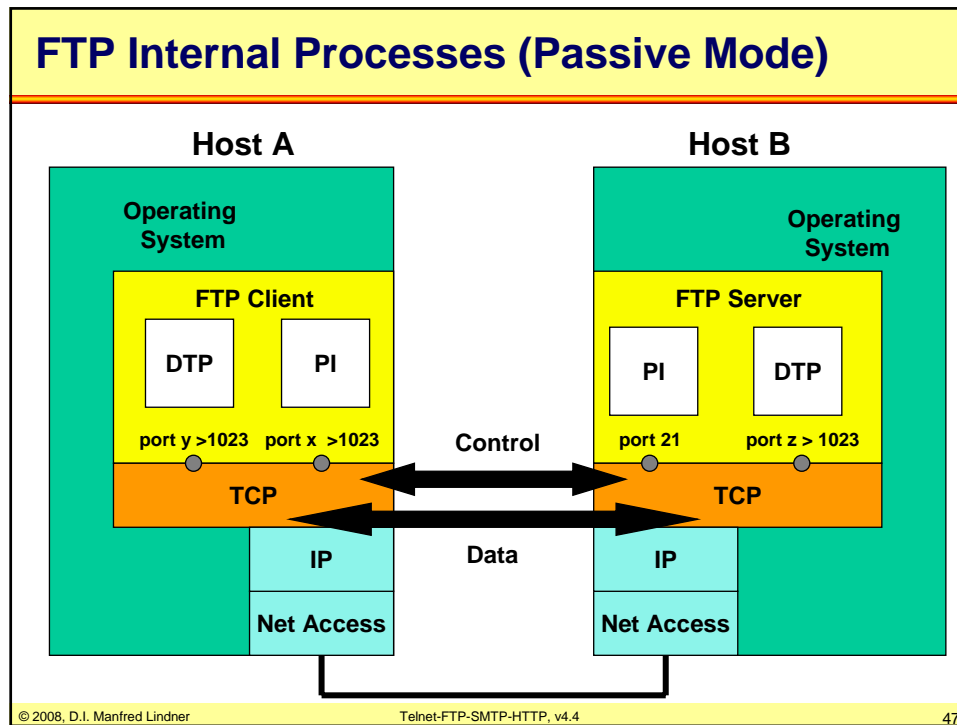 FTP Internal Processes (Passive Mode)
Host A
Host B
Operating
System
Operating
System
FTP Client
FTP Server
DTP
PI
PI
DTP
port y >1023
port x >1023
Control
port 21
port z > 1023
TCP
TCP
IP
Data
IP
Net Access
Net Access
© 2008, D.I. Manfred Lindner
Telnet-FTP-SMTP-HTTP, v4.4
47